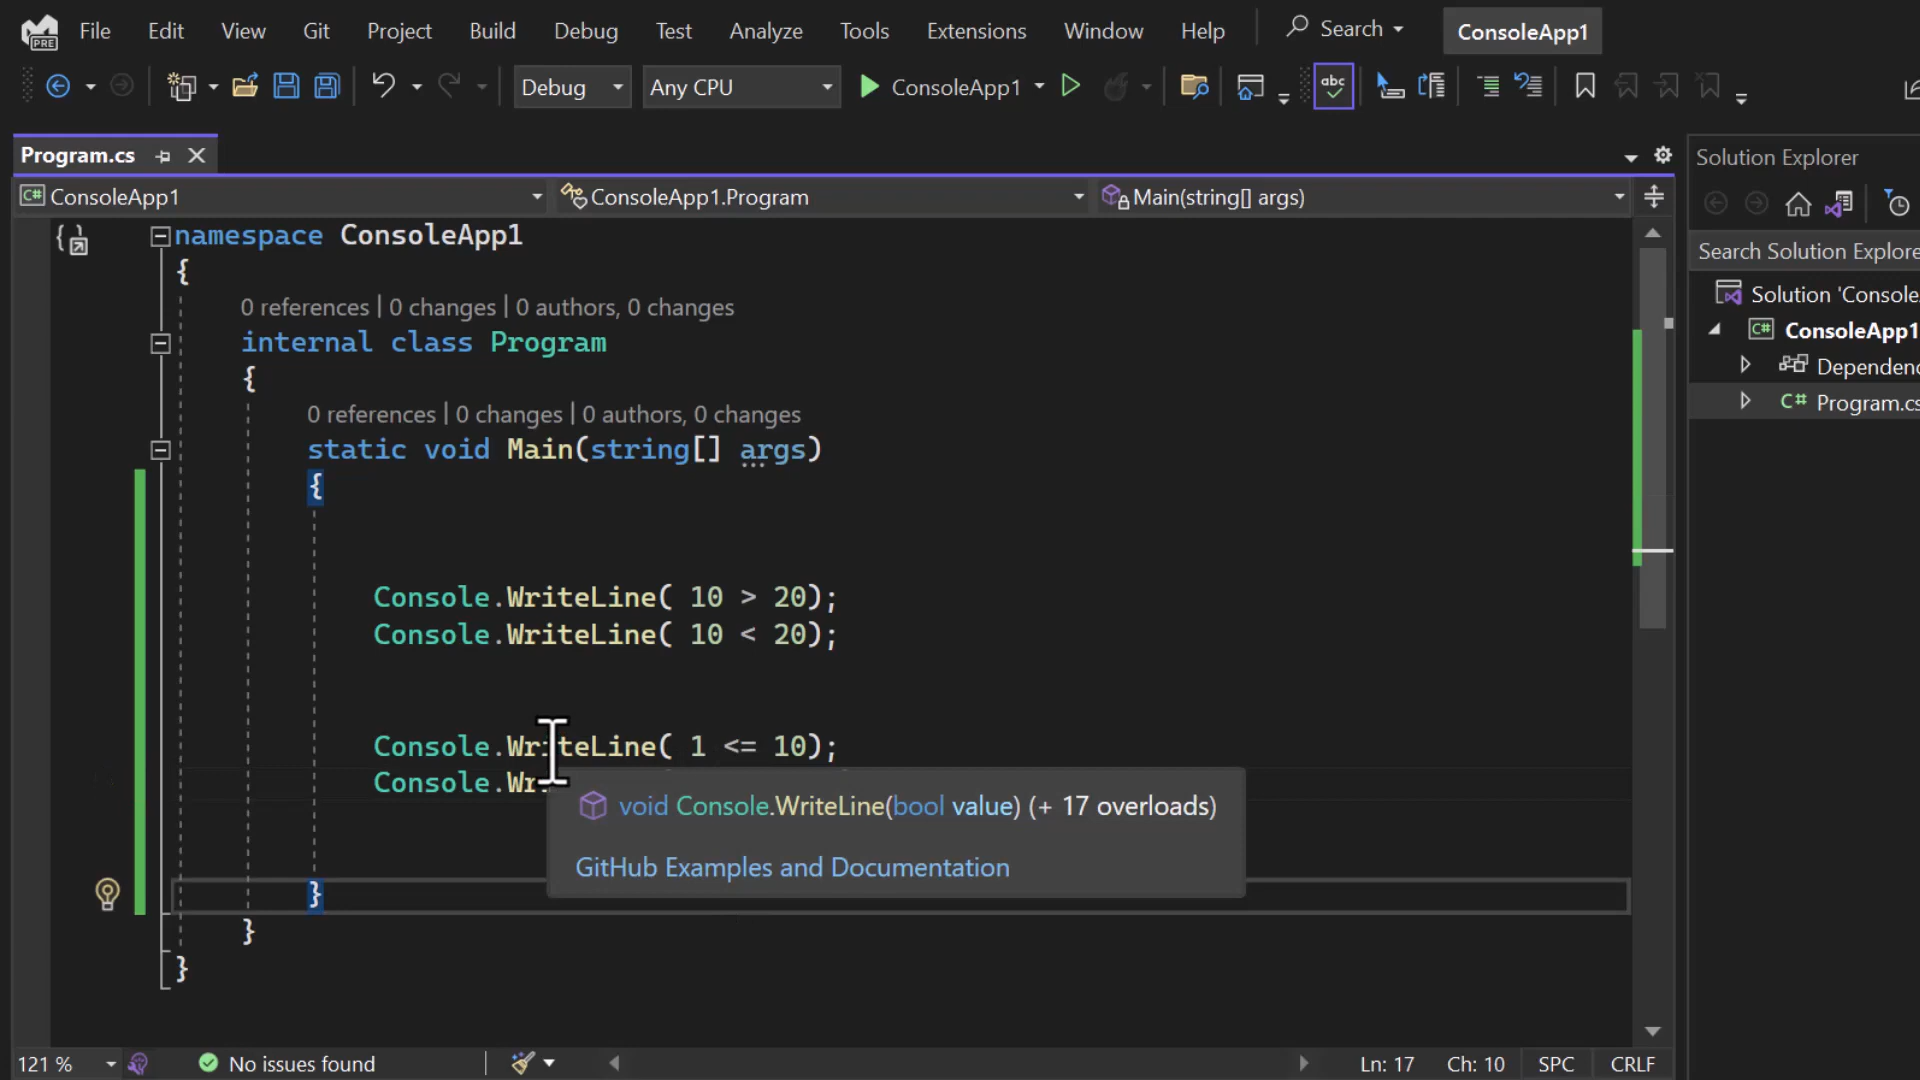 PRE
File Edit View Git Project Build Debug Test Analyze Tools Extensions Window Help Search ConsoleApp1
Debug Any CPU ConsoleApp1 abc
Program.cs
Solution Explorer
C# ConsoleApp1 ConsoleApp1.Program Main(string[] args)
namespace ConsoleApp1
{
0 references | 0 changes | 0 authors, 0 changes
internal class Program
{
0 references | 0 changes | 0 authors, 0 changes
static void Main(string[] args)
{
Console.WriteLine( 10 > 20);
Console.WriteLine( 10 < 20);
Console.WriteLine( 1 <= 10);
Console.Wr
void Console.WriteLine(bool value) (+ 17 overloads)
GitHub Examples and Documentation
}
}
}
Search Solution Explore
Solution 'Console
C# ConsoleApp1
Dependenc
C# Program.cs
121 % No issues found Ln: 17 Ch: 10 SPC CRLF